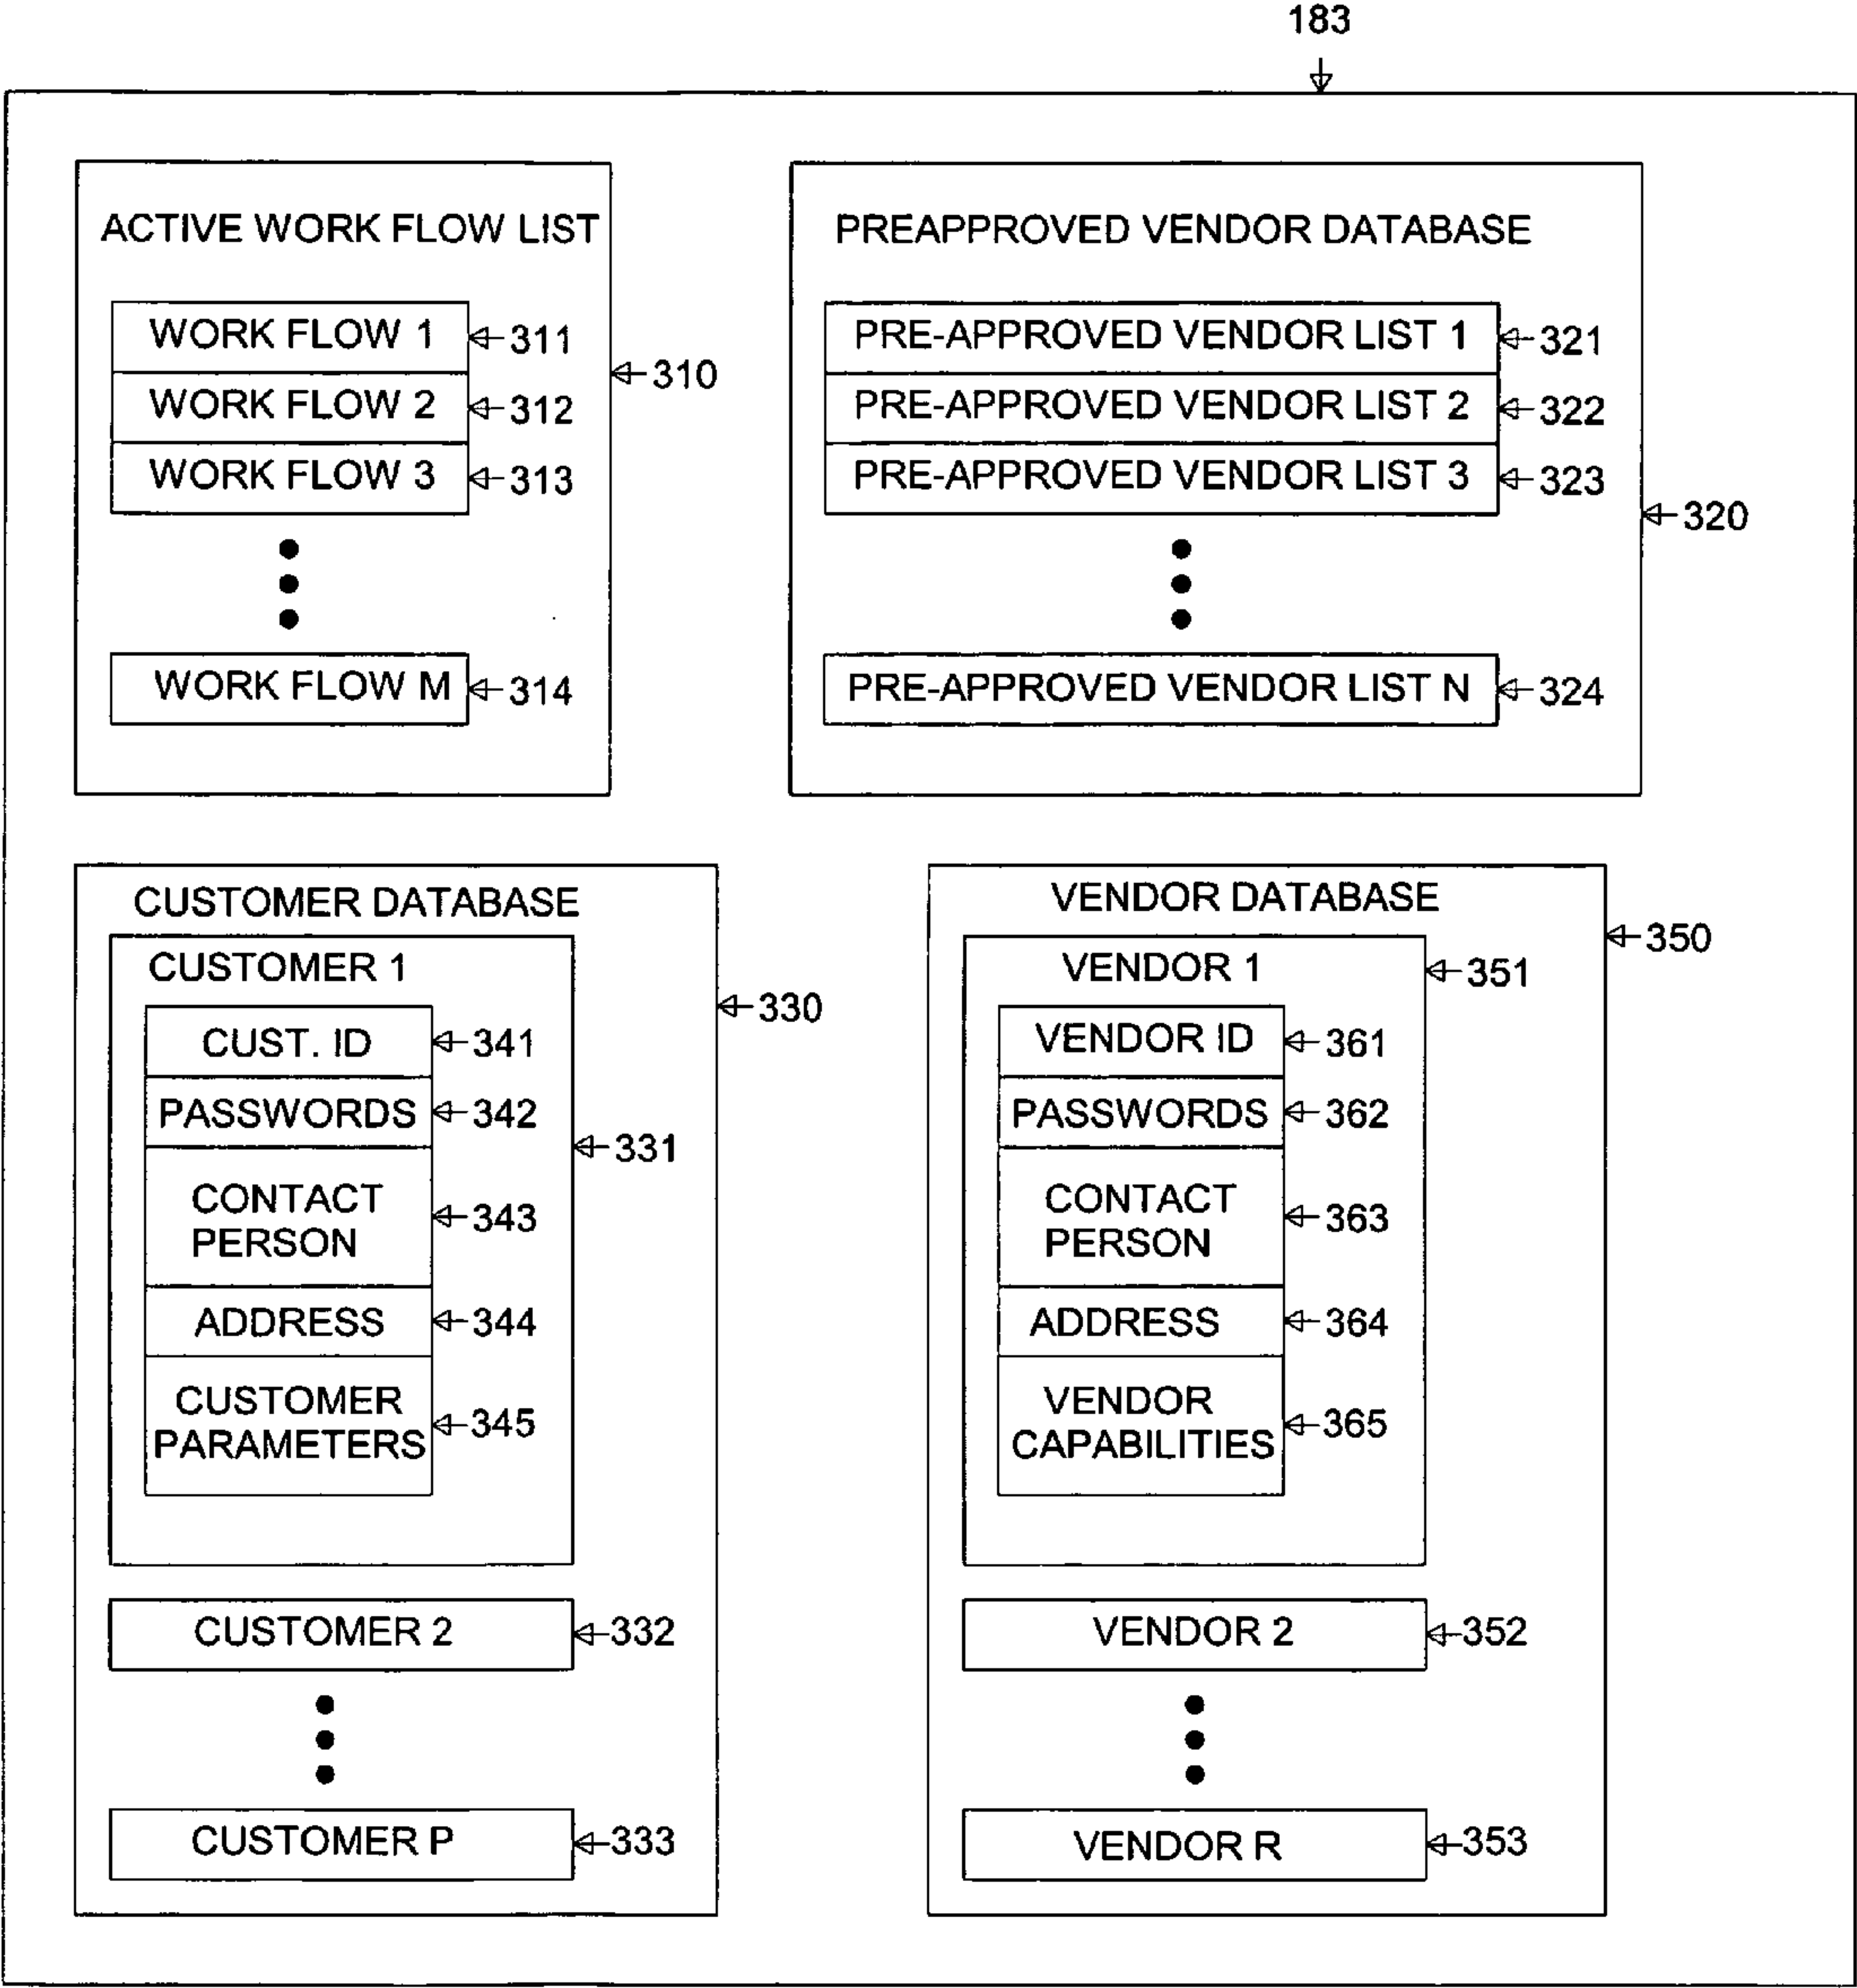 183
ACTIVE WORK FLOW LIST
WORK FLOW 1
311
WORK FLOW 2
312
WORK FLOW 3
313
WORK FLOW M
314
310
PREAPPROVED VENDOR DATABASE
PRE-APPROVED VENDOR LIST 1
321
PRE-APPROVED VENDOR LIST 2
322
PRE-APPROVED VENDOR LIST 3
323
PRE-APPROVED VENDOR LIST N
324
320
CUSTOMER DATABASE
CUSTOMER 1
CUST. ID
341
PASSWORDS
342
CONTACT
PERSON
343
ADDRESS
344
CUSTOMER
PARAMETERS
345
331
CUSTOMER 2
332
CUSTOMER P
333
330
VENDOR DATABASE
VENDOR 1
351
VENDOR ID
361
PASSWORDS
362
CONTACT
PERSON
363
ADDRESS
364
VENDOR
CAPABILITIES
365
VENDOR 2
352
VENDOR R
353
350